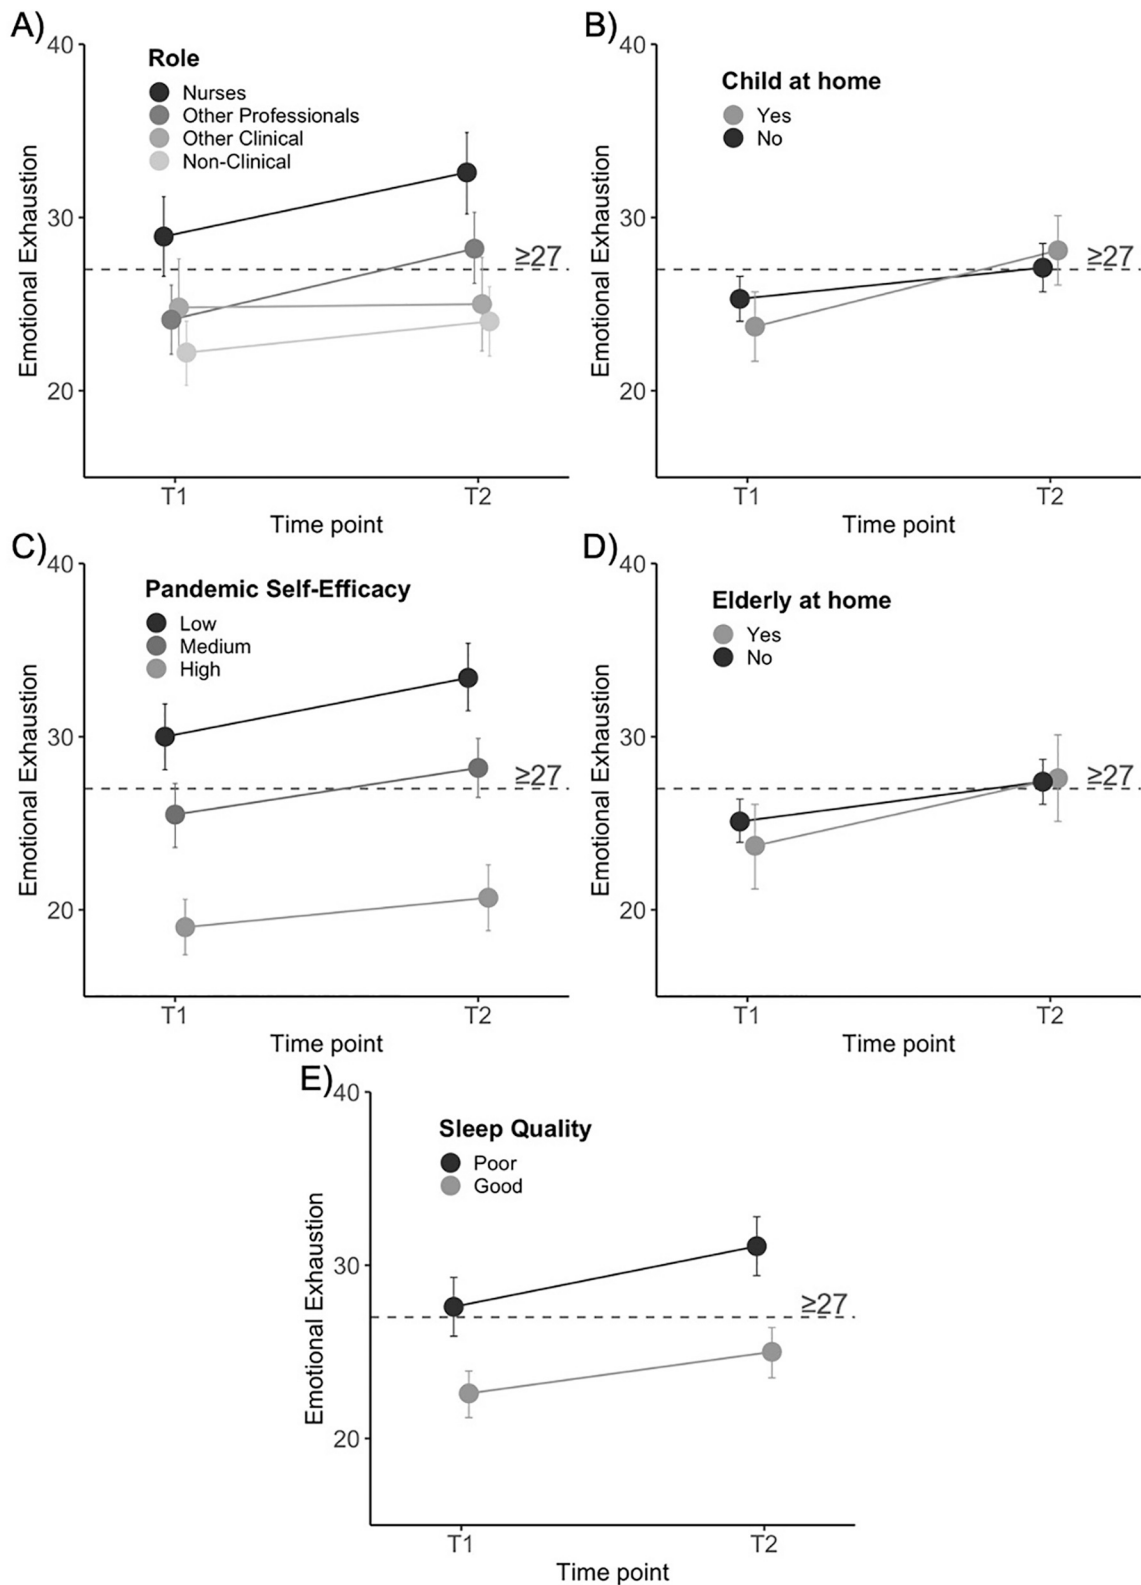 A)
40
30
20
Emotional Exhaustion
Role
Nurses
Other Professionals
Other Clinical
Non-Clinical
≥27
T1
T2
Time point
B)
40
30
20
Emotional Exhaustion
Child at home
Yes
No
≥27
T1
T2
Time point
C)
40
30
20
Emotional Exhaustion
Pandemic Self-Efficacy
Low
Medium
High
≥27
T1
T2
Time point
D)
40
30
20
Emotional Exhaustion
Elderly at home
Yes
No
≥27
T1
T2
Time point
E)
40
30
20
Emotional Exhaustion
Sleep Quality
Poor
Good
≥27
T1
T2
Time point